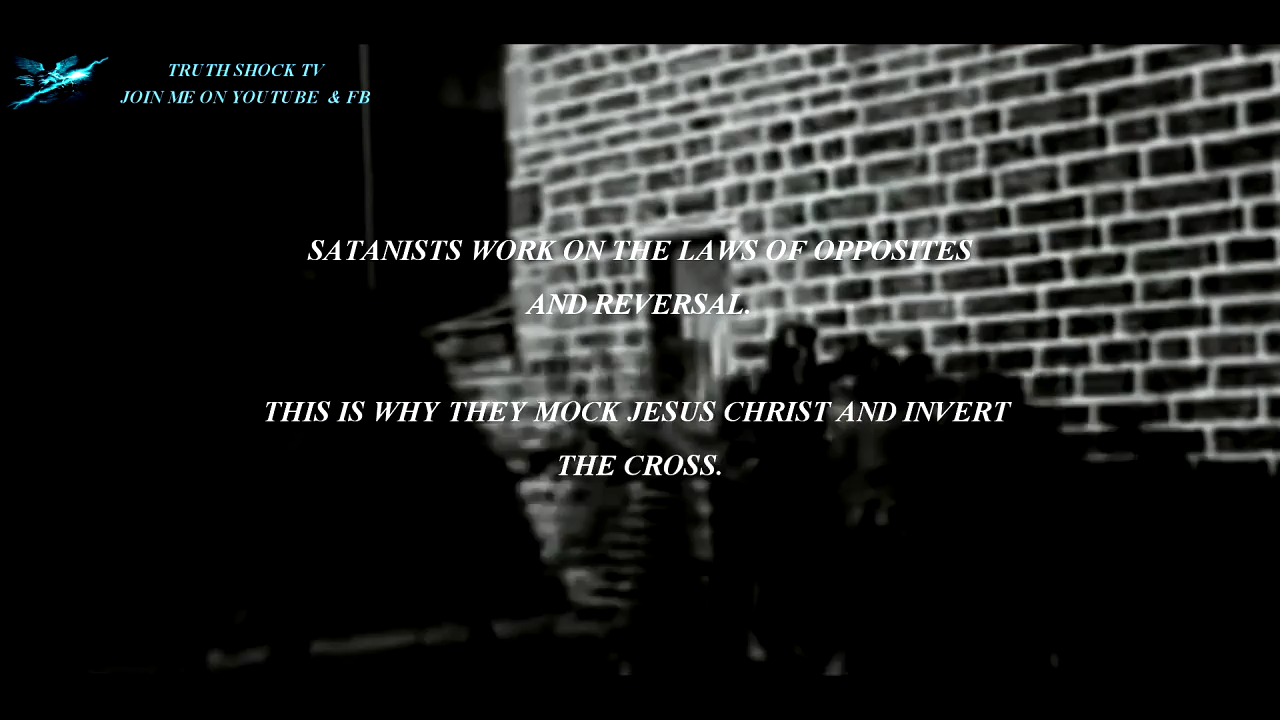 TRUTH SHOCK TV
JOIN ME ON YOUTUBE & FB
SATANISTS WORK ON THE LAWS OF OPPOSITES
AND REVERSAL.
THIS IS WHY THEY MOCK JESUS CHRIST AND INVERT
THE CROSS.